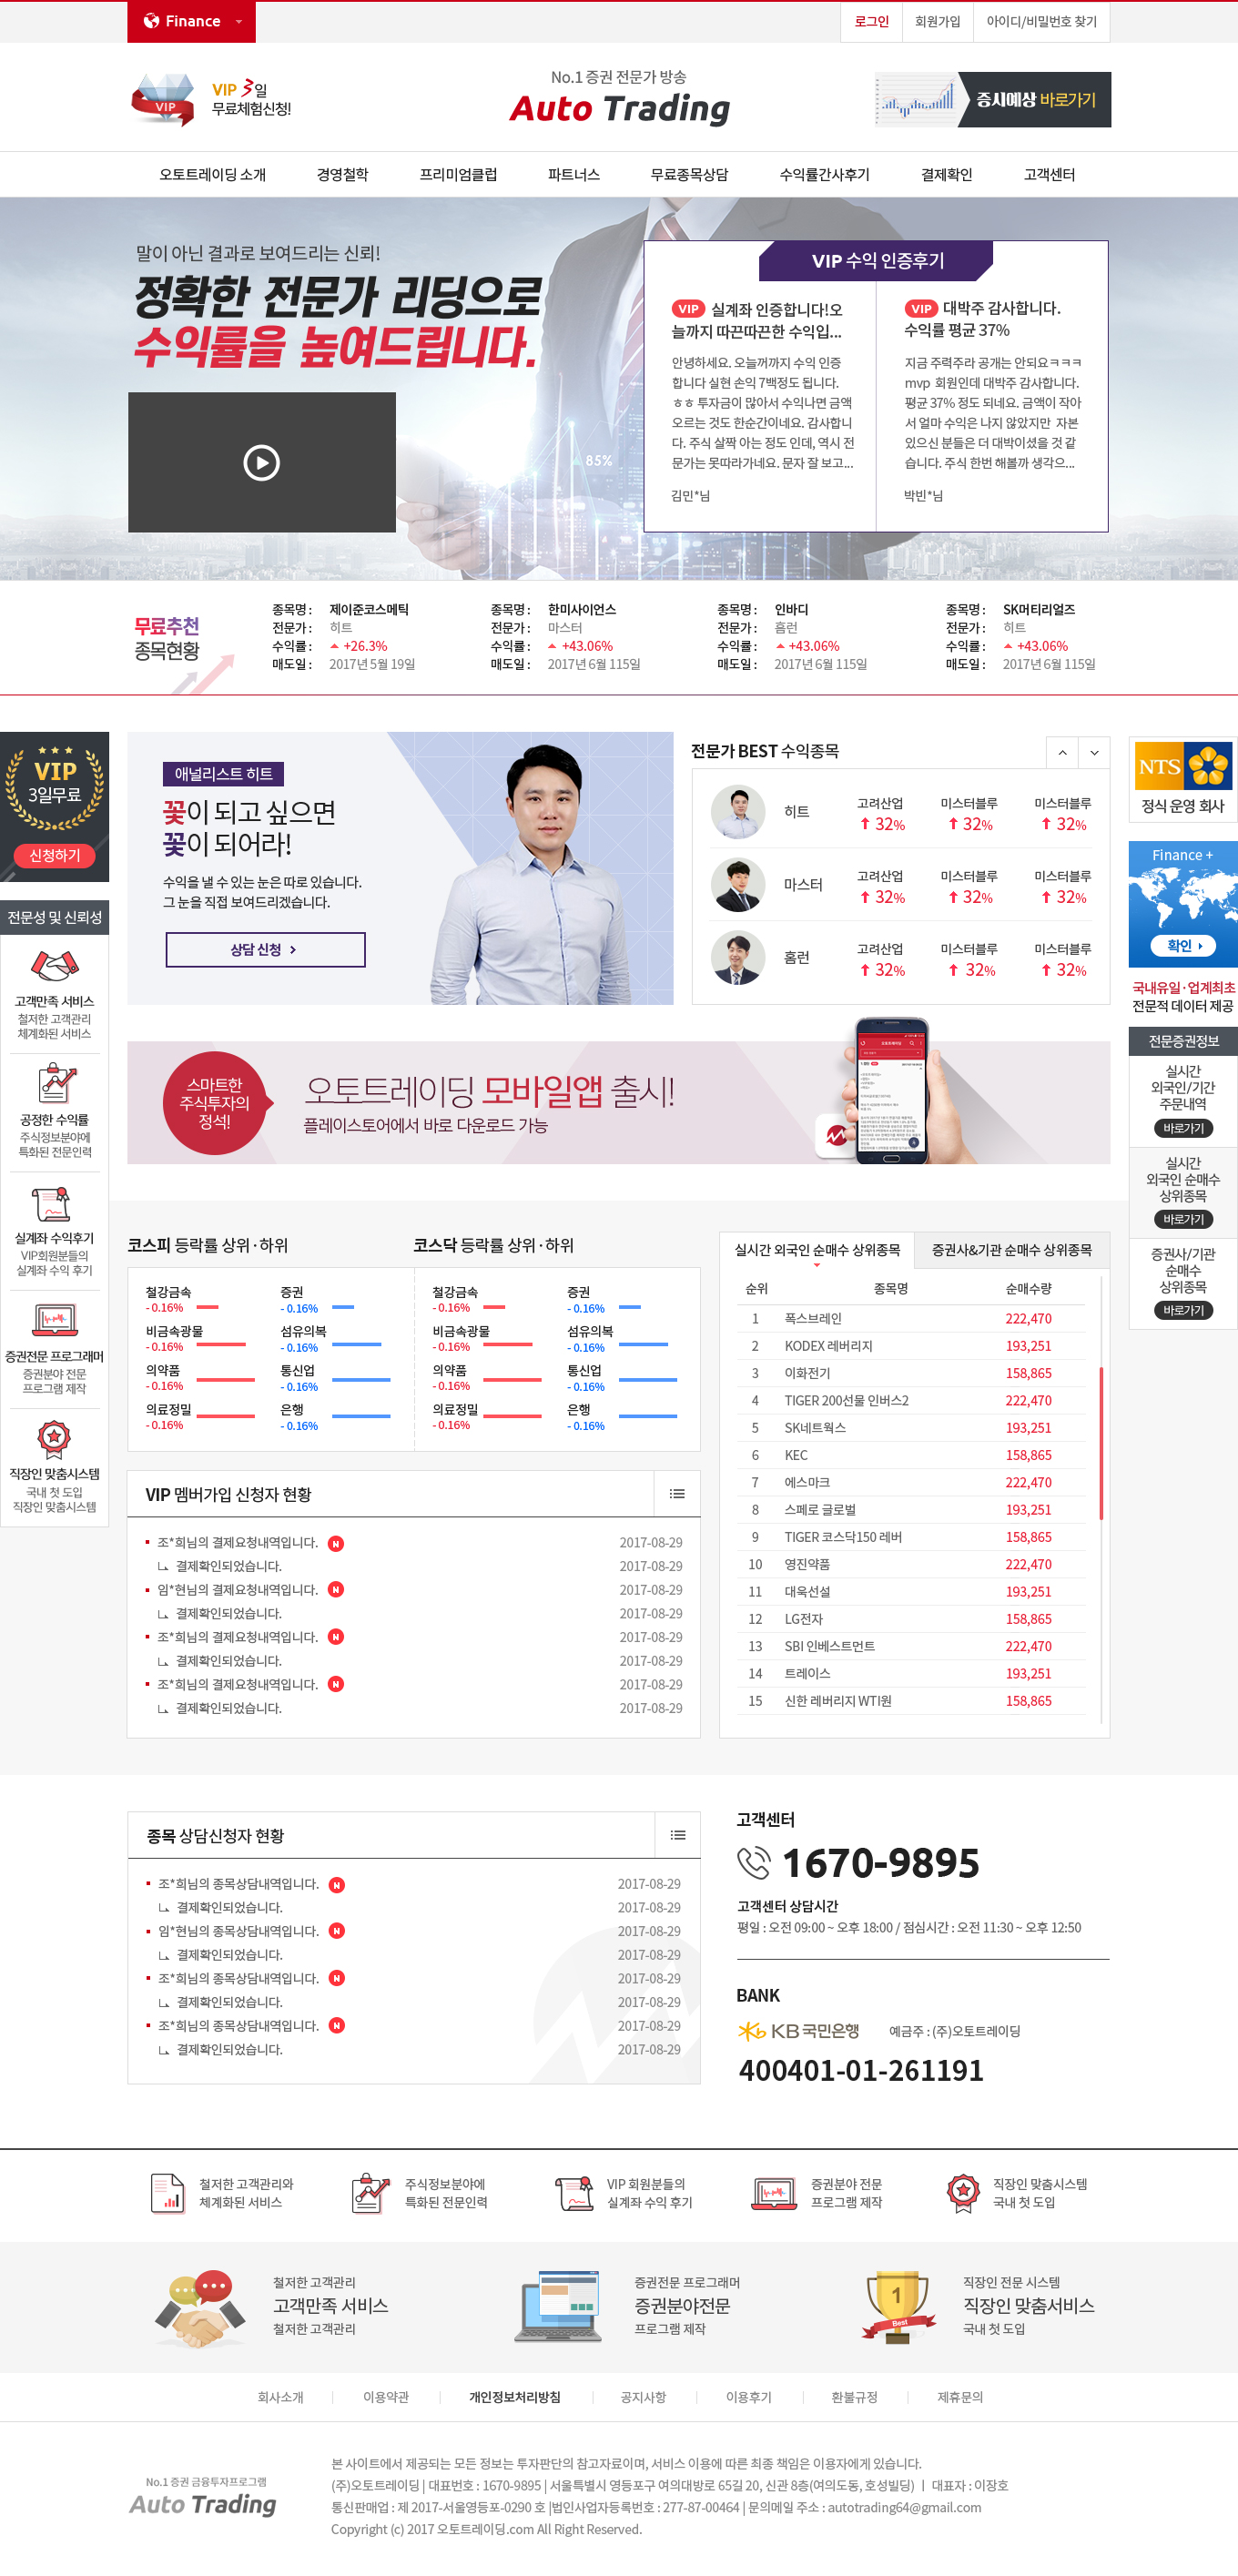 Finance
로그인
회원가입
아이디/비밀번호 찾기
VIP
VIP 3일
무료체험신청!
No.1 증권 전문가 방송
Auto Trading
증시예상 바로가기
오토트레이딩 소개
경영철학
프리미엄클럽
파트너스
무료종목상담
수익률간사후기
결제확인
고객센터
말이 아닌 결과로 보여드리는 신뢰!
정확한 전문가 리딩으로
수익률을 높여드립니다.
85%
VIP 수익 인증후기
VIP 실계좌 인증합니다!오
늘까지 따끈따끈한 수익입...
안녕하세요. 오늘꺼까지 수익 인증
합니다 실현 손익 7백정도 됩니다.
ㅎㅎ 투자금이 많아서 수익나면 금액
오르는 것도 한순간이네요. 감사합니
다. 주식 살짝 아는 정도 인데, 역시 전
문가는 못따라가네요. 문자 잘 보고...
김민*님
VIP 대박주 감사합니다.
수익률 평균 37%
지금 주력주라 공개는 안되요ㅋㅋㅋ
mvp 회원인데 대박주 감사합니다.
평균 37% 정도 되네요. 금액이 작아
서 얼마 수익은 나지 않았지만 자본
있으신 분들은 더 대박이셨을 것 같
습니다. 주식 한번 해볼까 생각으...
박빈*님
무료추천
종목현황
종목명 : 제이준코스메틱
전문가 : 히트
수익률 : +26.3%
매도일 : 2017년 5월 19일
종목명 : 한미사이언스
전문가 : 마스터
수익률 : +43.06%
매도일 : 2017년 6월 115일
종목명 : 인바디
전문가 : 홈런
수익률 : +43.06%
매도일 : 2017년 6월 115일
종목명 : SK머티리얼즈
전문가 : 히트
수익률 : +43.06%
매도일 : 2017년 6월 115일
VIP
3일무료
신청하기
전문성 및 신뢰성
고객만족 서비스
철저한 고객관리
체계화된 서비스
공정한 수익률
주식정보분야에
특화된 전문인력
실계좌 수익후기
VIP회원분들의
실계좌 수익 후기
증권전문 프로그래머
증권분야 전문
프로그램 제작
직장인 맞춤시스템
국내 첫 도입
직장인 맞춤시스템
애널리스트 히트
꽃이 되고 싶으면
꽃이 되어라!
수익을 낼 수 있는 눈은 따로 있습니다.
그 눈을 직접 보여드리겠습니다.
상담 신청
전문가 BEST 수익종목
히트
고려산업
32%
미스터블루
32%
미스터블루
32%
마스터
고려산업
32%
미스터블루
32%
미스터블루
32%
홈런
고려산업
32%
미스터블루
32%
미스터블루
32%
NTS
정식 운영 회사
Finance +
확인
국내유일·업계최초
전문적 데이터 제공
전문증권정보
실시간
외국인/기간
주문내역
바로가기
실시간
외국인 순매수
상위종목
바로가기
증권사/기관
순매수
상위종목
바로가기
스마트한
주식투자의
정석!
오토트레이딩 모바일앱 출시!
플레이스토어에서 바로 다운로드 가능
코스피 등락률 상위·하위
철강금속
- 0.16%
증권
- 0.16%
비금속광물
- 0.16%
섬유의복
- 0.16%
의약품
- 0.16%
통신업
- 0.16%
의료정밀
- 0.16%
은행
- 0.16%
코스닥 등락률 상위·하위
철강금속
- 0.16%
증권
- 0.16%
비금속광물
- 0.16%
섬유의복
- 0.16%
의약품
- 0.16%
통신업
- 0.16%
의료정밀
- 0.16%
은행
- 0.16%
실시간 외국인 순매수 상위종목
증권사&기관 순매수 상위종목
순위 종목명 순매수량
1 폭스브레인 222,470
2 KODEX 레버리지 193,251
3 이화전기 158,865
4 TIGER 200선물 인버스2 222,470
5 SK네트웍스 193,251
6 KEC 158,865
7 에스마크 222,470
8 스페로 글로벌 193,251
9 TIGER 코스닥150 레버 158,865
10 영진약품 222,470
11 대욱선설 193,251
12 LG전자 158,865
13 SBI 인베스트먼트 222,470
14 트레이스 193,251
15 신한 레버리지 WTI원 158,865
VIP 멤버가입 신청자 현황
조*희님의 결제요청내역입니다. N 2017-08-29
결제확인되었습니다. 2017-08-29
임*현님의 결제요청내역입니다. N 2017-08-29
결제확인되었습니다. 2017-08-29
조*희님의 결제요청내역입니다. N 2017-08-29
결제확인되었습니다. 2017-08-29
조*희님의 결제요청내역입니다. N 2017-08-29
결제확인되었습니다. 2017-08-29
종목 상담신청자 현황
조*희님의 종목상담내역입니다. N 2017-08-29
결제확인되었습니다. 2017-08-29
임*현님의 종목상담내역입니다. N 2017-08-29
결제확인되었습니다. 2017-08-29
조*희님의 종목상담내역입니다. N 2017-08-29
결제확인되었습니다. 2017-08-29
조*희님의 종목상담내역입니다. N 2017-08-29
결제확인되었습니다. 2017-08-29
고객센터
1670-9895
고객센터 상담시간
평일 : 오전 09:00 ~ 오후 18:00 / 점심시간 : 오전 11:30 ~ 오후 12:50
BANK
KB 국민은행
예금주 : (주)오토트레이딩
400401-01-261191
철저한 고객관리와
체계화된 서비스
주식정보분야에
특화된 전문인력
VIP 회원분들의
실계좌 수익 후기
증권분야 전문
프로그램 제작
직장인 맞춤시스템
국내 첫 도입
철저한 고객관리
고객만족 서비스
철저한 고객관리
증권전문 프로그래머
증권분야전문
프로그램 제작
1
Best
직장인 전문 시스템
직장인 맞춤서비스
국내 첫 도입
회사소개
이용약관
개인정보처리방침
공지사항
이용후기
환불규정
제휴문의
No.1 증권 금융투자프로그램
Auto Trading
본 사이트에서 제공되는 모든 정보는 투자판단의 참고자료이며, 서비스 이용에 따른 최종 책임은 이용자에게 있습니다.
(주)오토트레이딩 | 대표번호 : 1670-9895 | 서울특별시 영등포구 여의대방로 65길 20, 신관 8층(여의도동, 호성빌딩) ㅣ 대표자 : 이장호
통신판매업 : 제 2017-서울영등포-0290 호 |법인사업자등록번호 : 277-87-00464 | 문의메일 주소 : autotrading64@gmail.com
Copyright (c) 2017 오토트레이딩.com All Right Reserved.